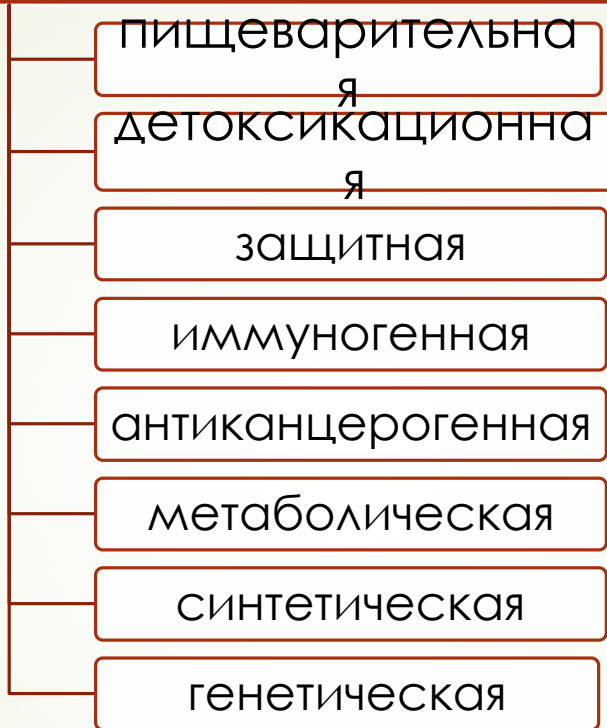 пищеварительна
я
детоксикационна
я
защитная
иммуногенная
антиканцерогенная
метаболическая
синтетическая
генетическая